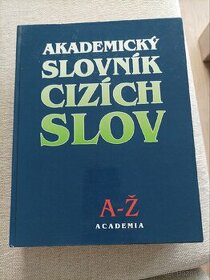 AKADEMICKÝ
SLOVNÍK
CIZÍCH
SLOV
A-Ž
ACADEMIA